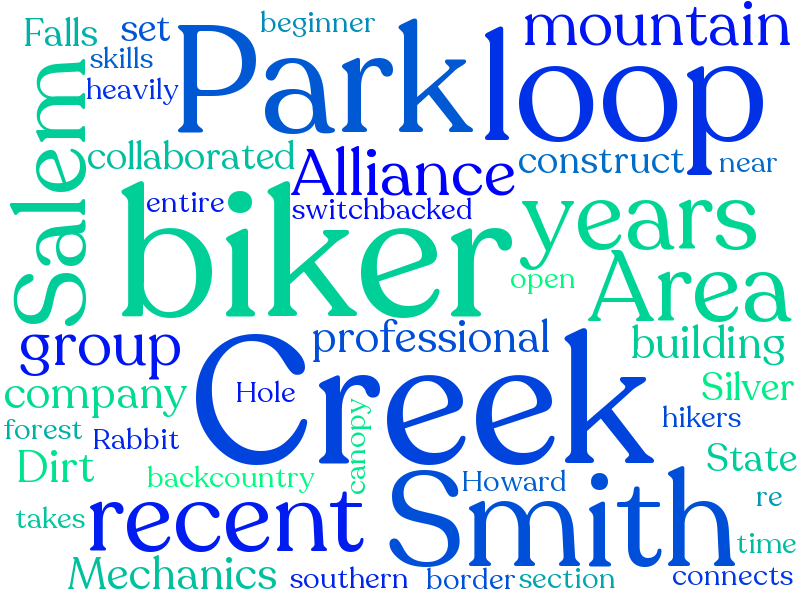 Falls set beginner mountain
skills
heavily Park loop
Salem collaborated Alliance construct near
entire switchbacked
biker years
open Area
group professional building
Creek
company Hole Silver
forest Rabbit canopy hikers
Dirt backcountry Howard State
takes recent Smith re
time
Mechanics southern border section connects